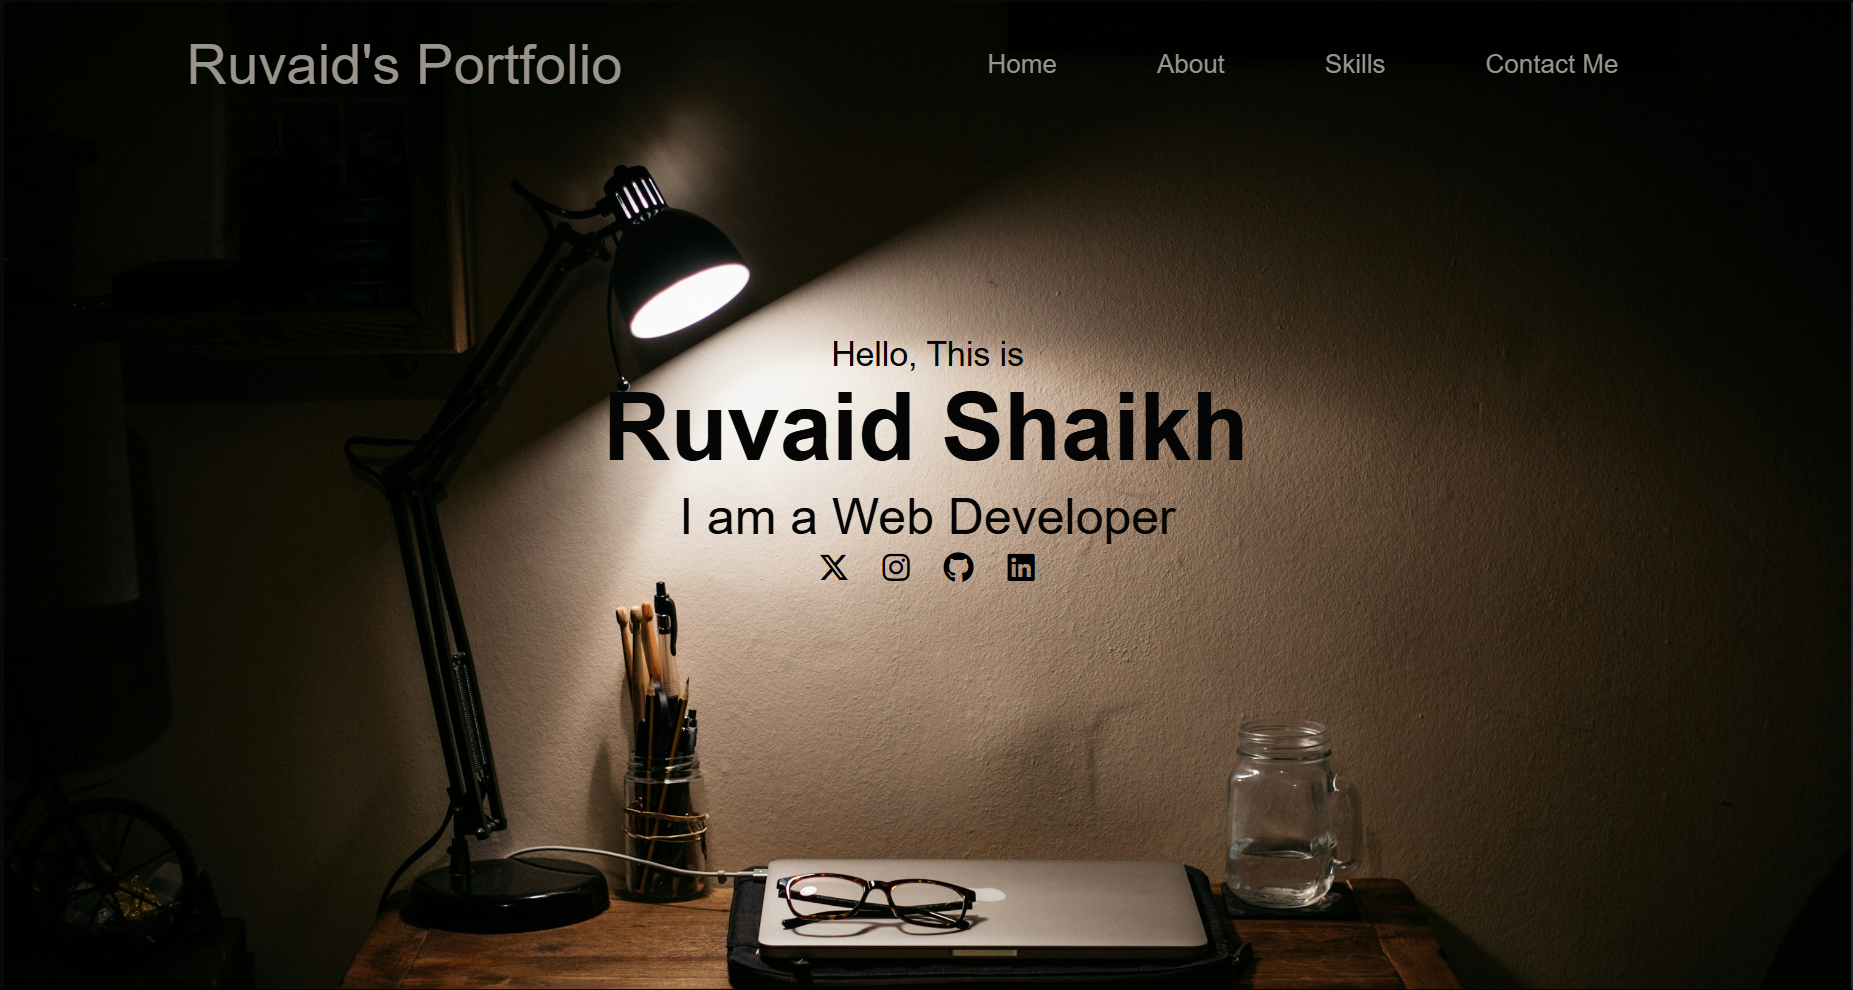 Ruvaid's Portfolio
Home About Skills Contact Me
Hello, This is
Ruvaid Shaikh
I am a Web Developer